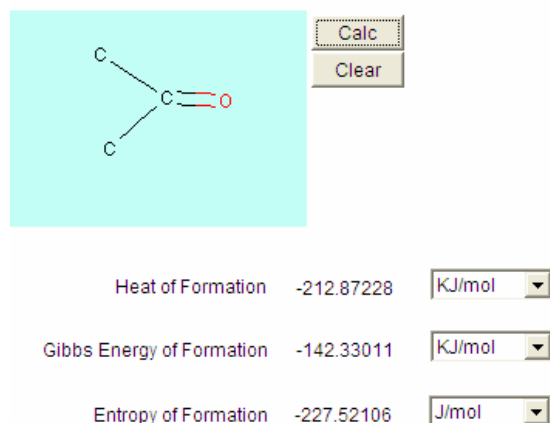 Calc
Clear
C
C O
C
Heat of Formation -212.87228 KJ/mol
Gibbs Energy of Formation -142.33011 KJ/mol
Entropy of Formation -227.52106 J/mol